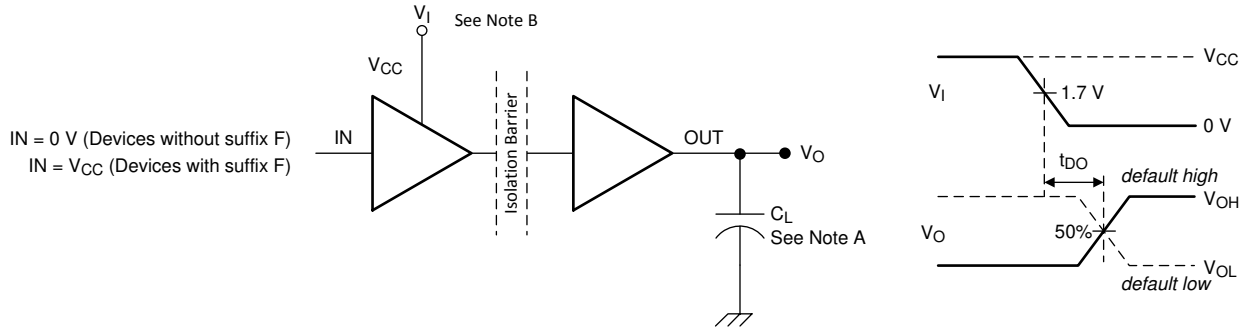 V_I
See Note B
V_CC
IN = 0 V (Devices without suffix F)
IN = V_CC (Devices with suffix F)
IN
Isolation Barrier
OUT
V_O
C_L
See Note A
V_I
V_CC
1.7 V
0 V
t_DO
default high
V_OH
V_O
50%
V_OL
default low